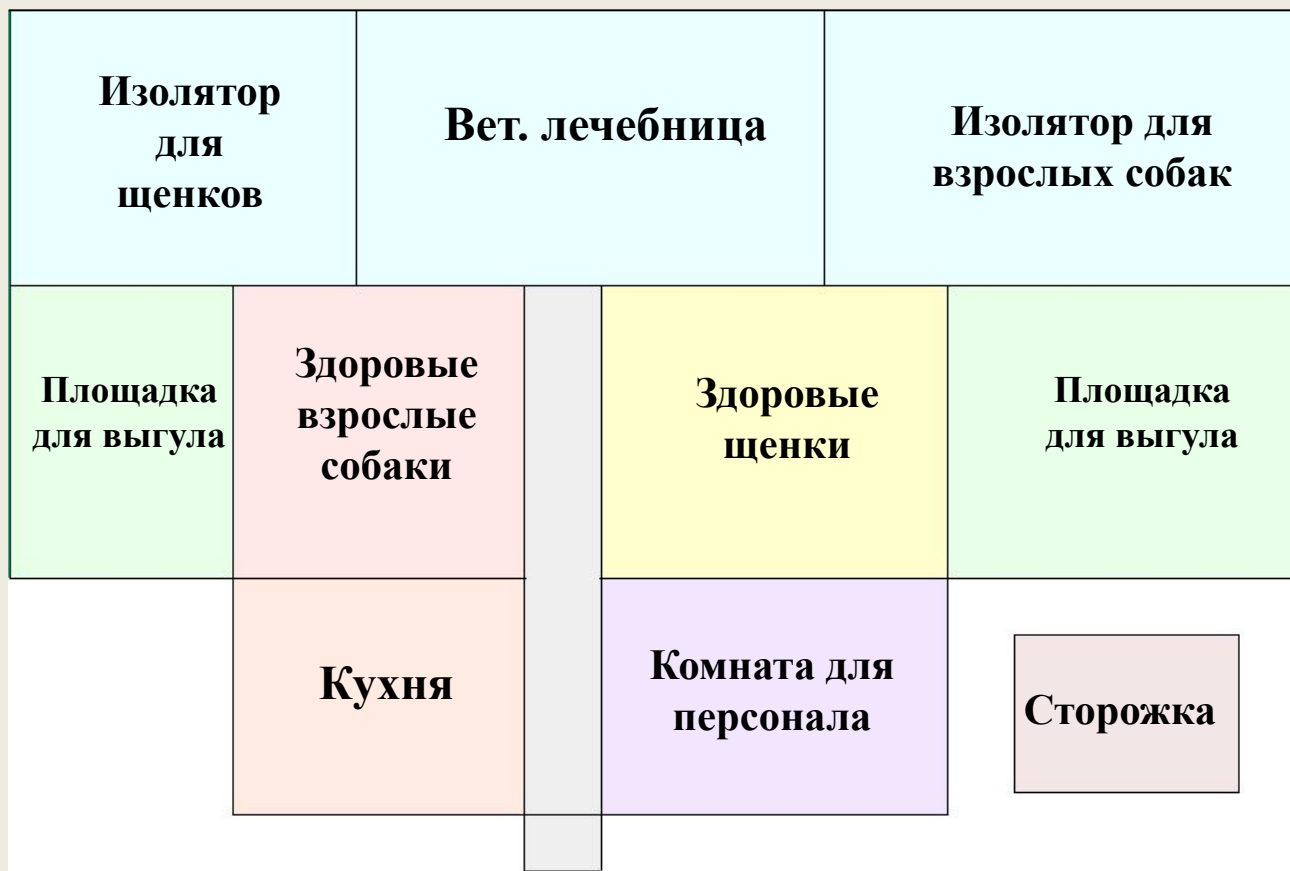 Изолятор
для
щенков
Вет. лечебница
Изолятор для
взрослых собак
Площадка
для выгула
Здоровые
взрослые
собаки
Здоровые
щенки
Площадка
для выгула
Кухня
Комната для
персонала
Сторожка